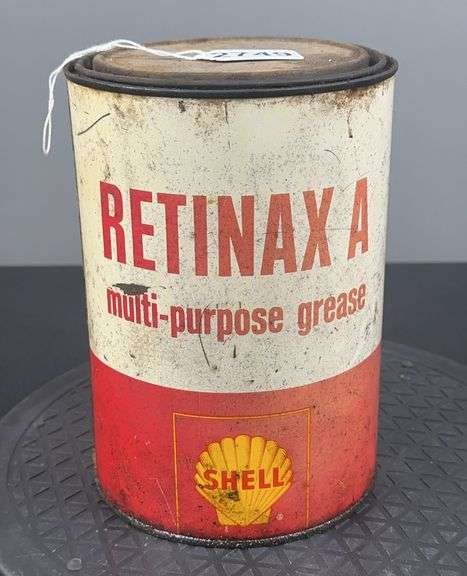 RETINAX A
multi-purpose grease
SHELL